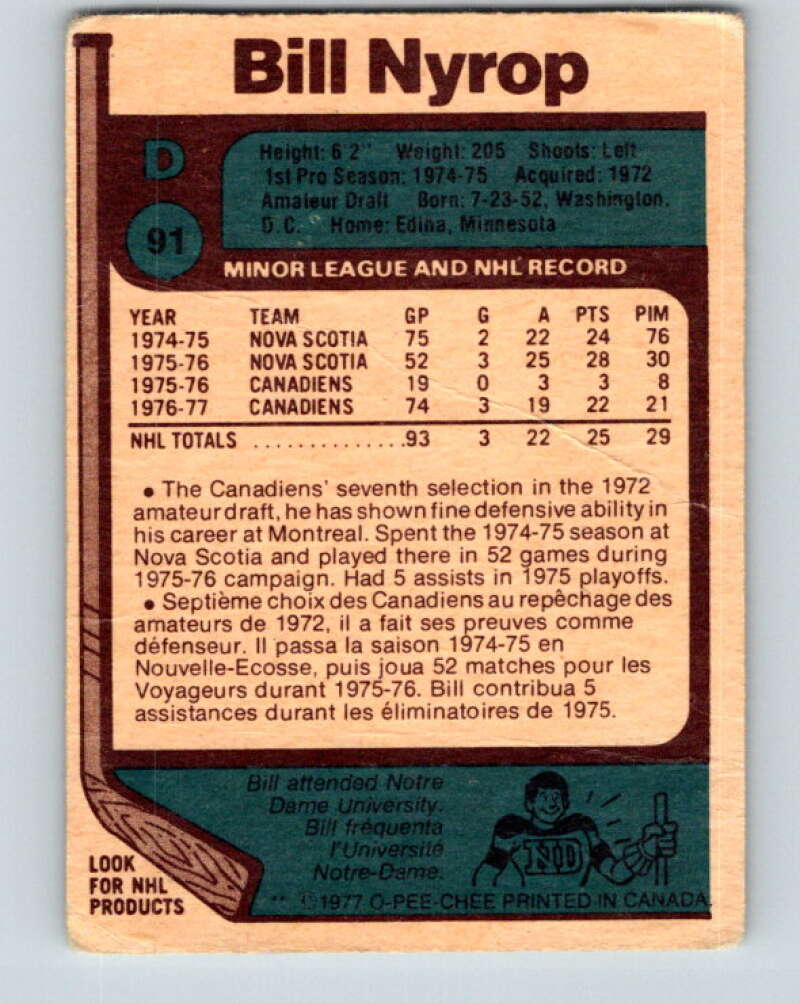 Bill Nyrop
D
Height: 6'2" Weight: 205 Shoots: Left
1st Pro Season: 1974-75 Acquired: 1972
Amateur Draft Born: 7-23-52, Washington,
D.C. Home: Edina, Minnesota
91
MINOR LEAGUE AND NHL RECORD
YEAR TEAM GP G A PTS PIM
1974-75 NOVA SCOTIA 75 2 22 24 76
1975-76 NOVA SCOTIA 52 3 25 28 30
1975-76 CANADIENS 19 0 3 3 8
1976-77 CANADIENS 74 3 19 22 21
NHL TOTALS ..............93 3 22 25 29
• The Canadiens' seventh selection in the 1972
amateur draft, he has shown fine defensive ability in
his career at Montreal. Spent the 1974-75 season at
Nova Scotia and played there in 52 games during
1975-76 campaign. Had 5 assists in 1975 playoffs.
• Septième choix des Canadiens au repêchage des
amateurs de 1972, il a fait ses preuves comme
défenseur. Il passa la saison 1974-75 en
Nouvelle-Ecosse, puis joua 52 matches pour les
Voyageurs durant 1975-76. Bill contribua 5
assistances durant les éliminatoires de 1975.
Bill attended Notre
Dame University.
Bill fréquenta
l'Université
Notre-Dame.
ND
LOOK
FOR NHL
PRODUCTS
** ©1977 O-PEE-CHEE PRINTED IN CANADA.